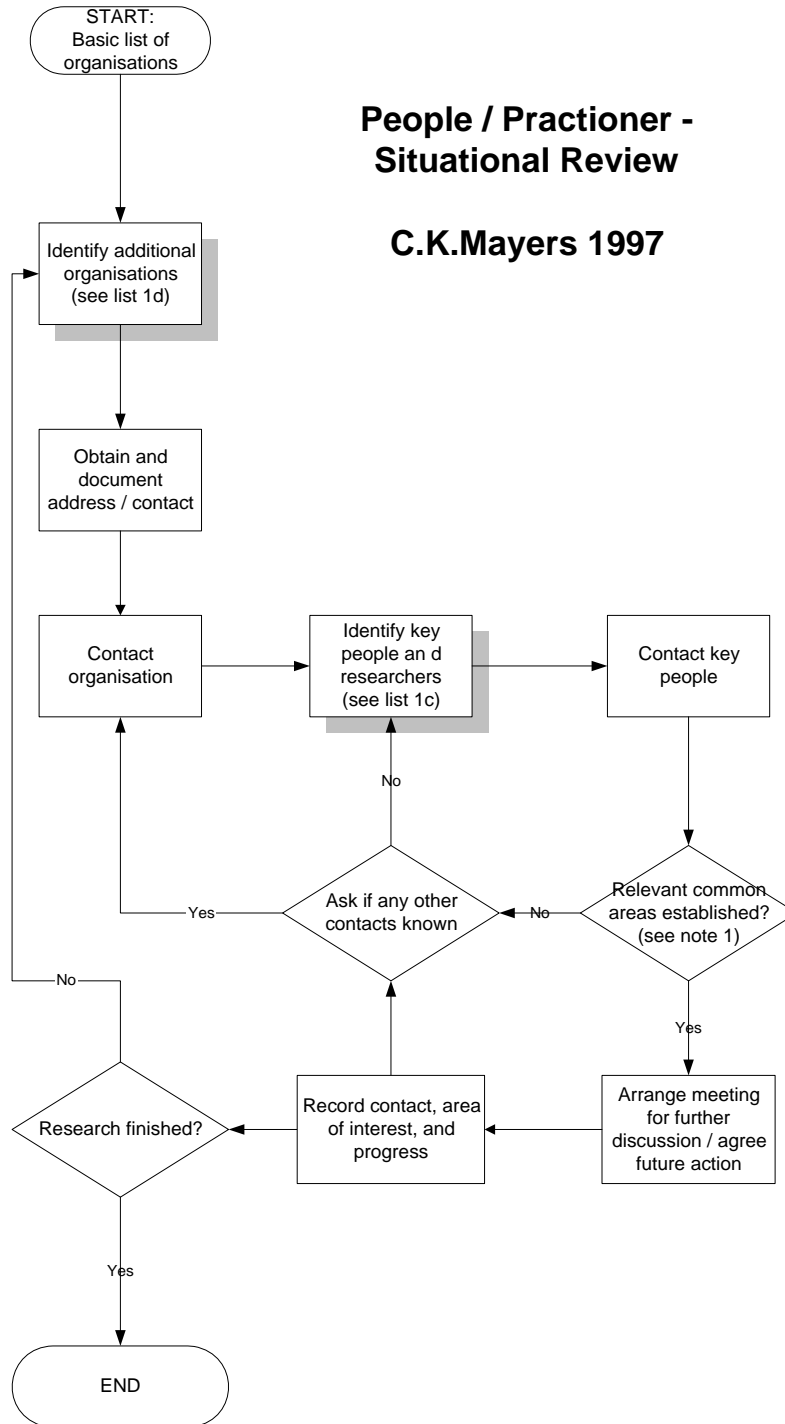 START:
Basic list of
organisations
People / Practioner -
Situational Review
C.K.Mayers 1997
Identify additional
organisations
(see list 1d)
Obtain and
document
address / contact
Contact
organisation
Identify key
people an d
researchers
(see list 1c)
Contact key
people
No
Ask if any other
contacts known
Yes
No
Relevant common
areas established?
(see note 1)
Yes
No
Research finished?
Record contact, area
of interest, and
progress
Arrange meeting
for further
discussion / agree
future action
Yes
END